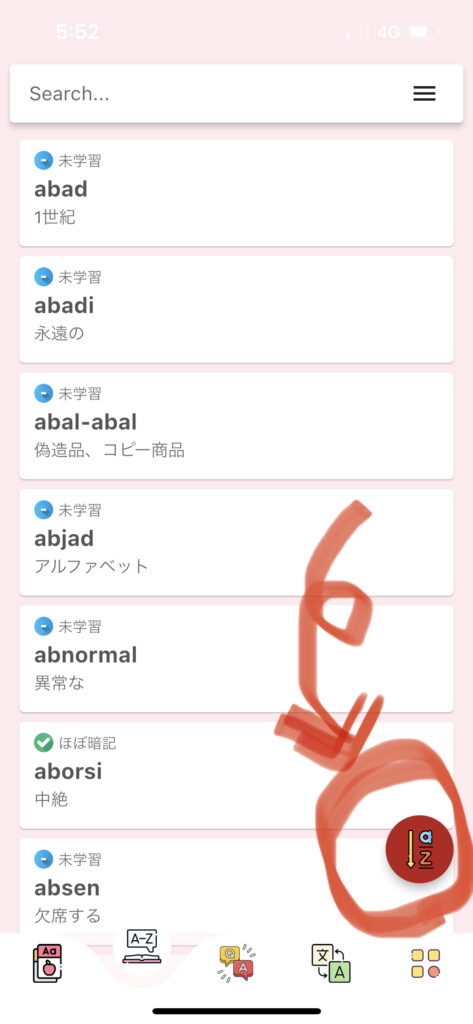 5:52
4G
Search...
未学習
abad
1世紀
未学習
abadi
永遠の
未学習
abal-abal
偽造品、コピー商品
未学習
abjad
アルファベット
未学習
abnormal
異常な
ほぼ暗記
aborsi
中絶
未学習
absen
欠席する
a
z
Aa
A-Z
Q
A
文
A